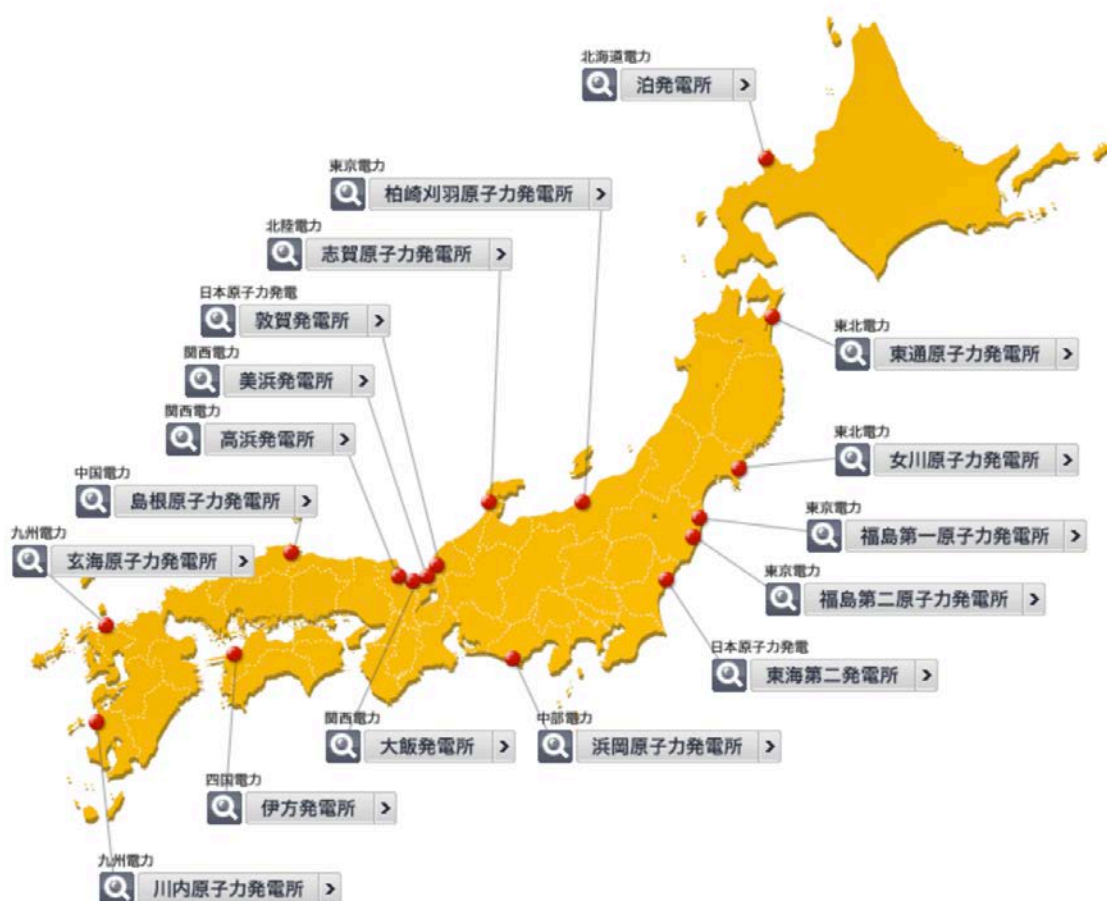 北海道電力
泊発電所
東京電力
柏崎刈羽原子力発電所
北陸電力
志賀原子力発電所
日本原子力発電
敦賀発電所
関西電力
美浜発電所
関西電力
高浜発電所
中国電力
島根原子力発電所
九州電力
玄海原子力発電所
東北電力
東通原子力発電所
東北電力
女川原子力発電所
東京電力
福島第一原子力発電所
東京電力
福島第二原子力発電所
日本原子力発電
東海第二発電所
関西電力
大飯発電所
中部電力
浜岡原子力発電所
四国電力
伊方発電所
九州電力
川内原子力発電所